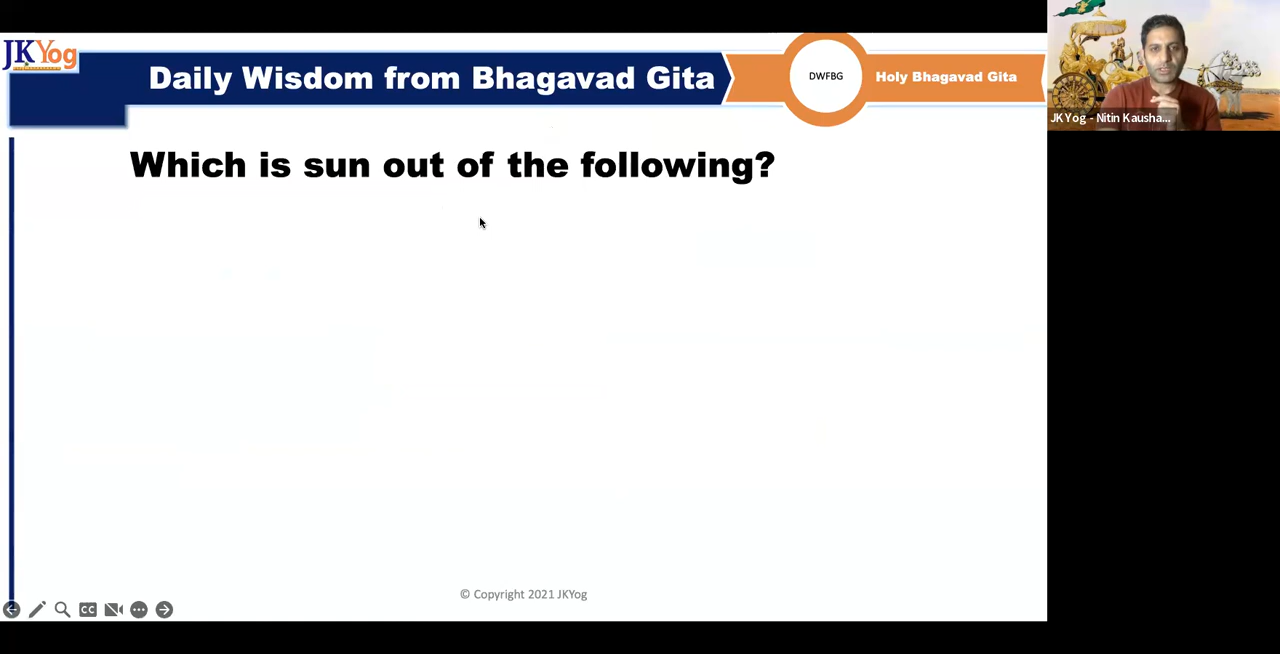 JKYog
Daily Wisdom from Bhagavad Gita
DWFBG
Holy Bhagavad Gita
JKYog - Nitin Kausha...
Which is sun out of the following?
© Copyright 2021 JKYog
CC